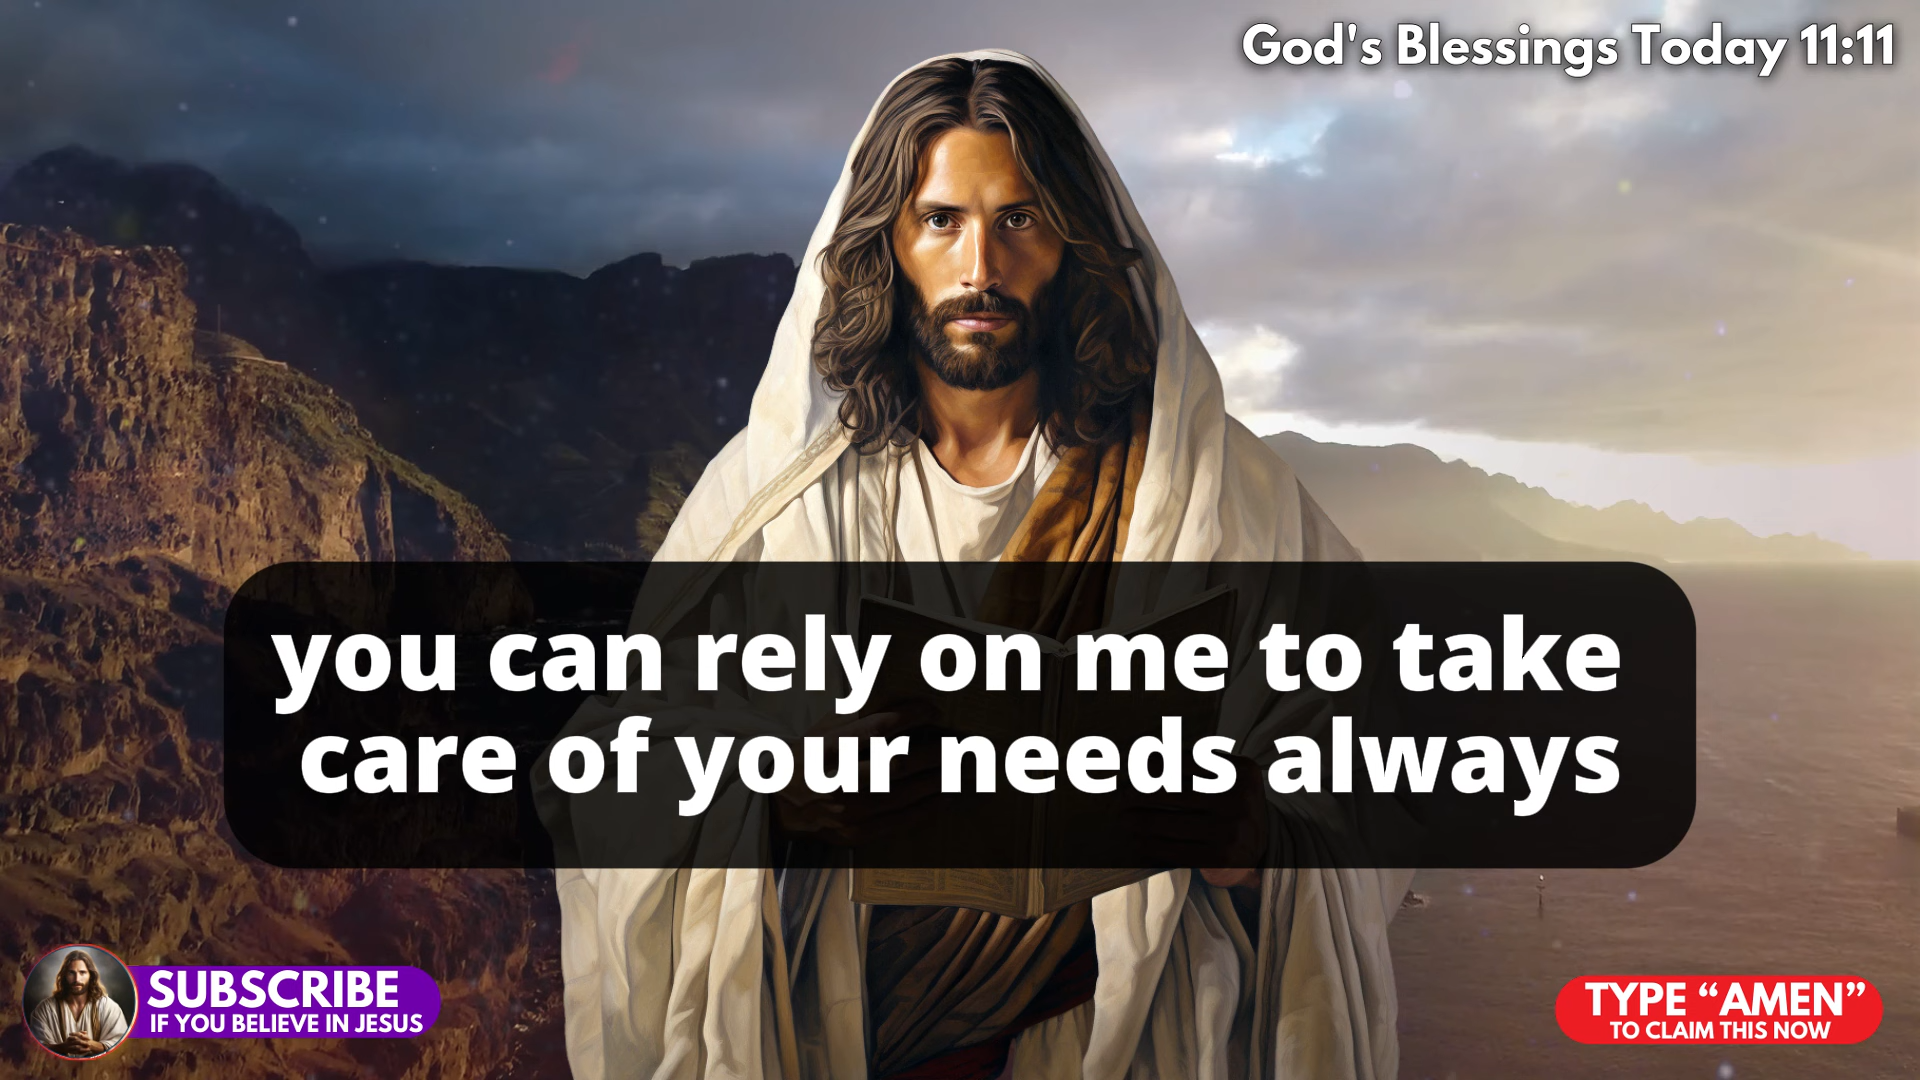 God's Blessings Today 11:11
you can rely on me to take
care of your needs always
SUBSCRIBE
IF YOU BELIEVE IN JESUS
TYPE “AMEN”
TO CLAIM THIS NOW